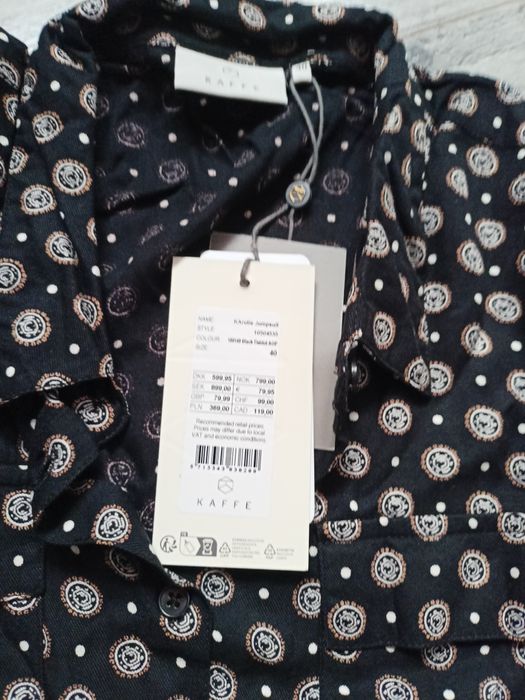 KAFFE
NAME KArolia Jumpsuit
STYLE 10504035
COLOUR
SIZE 40
DKK 599,95 NOK 799,00
SEK 899,00 € 79,95
GBP 79,99 CHF 99,00
PLN 369,00 CAD 119,00
Recommended retail prices
Prices may differ due to local
VAT and economic conditions
KAFFE